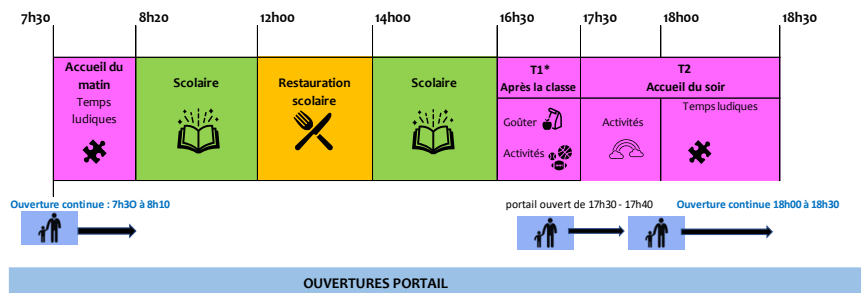 7h30 8h20 12h00 14h00 16h30 17h30 18h00 18h30
Accueil du
matin
Temps
ludiques
Scolaire
Restauration
scolaire
Scolaire
T1*
Après la classe
Goûter
Activités
T2
Accueil du soir
Activités
Temps ludiques
Ouverture continue : 7h3O à 8h10
portail ouvert de 17h30 - 17h40
Ouverture continue 18h00 à 18h30
OUVERTURES PORTAIL